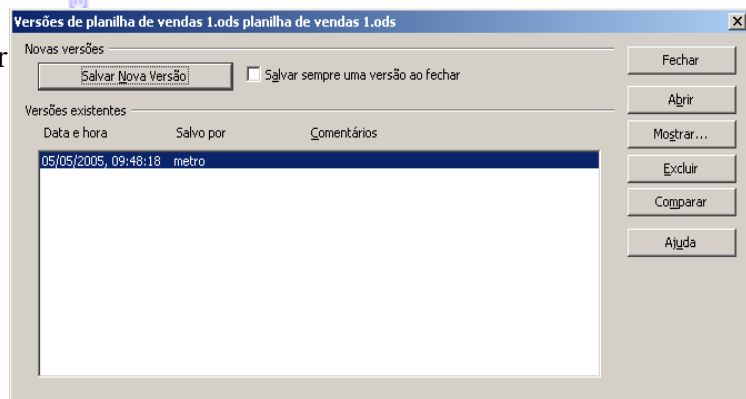 Versões de planilha de vendas 1.ods planilha de vendas 1.ods
r
Novas versões
Salvar Nova Versão
Salvar sempre uma versão ao fechar
Versões existentes
Data e hora Salvo por Comentários
05/05/2005, 09:48:18 metro
Fechar
Abrir
Mostrar...
Excluir
Comparar
Ajuda